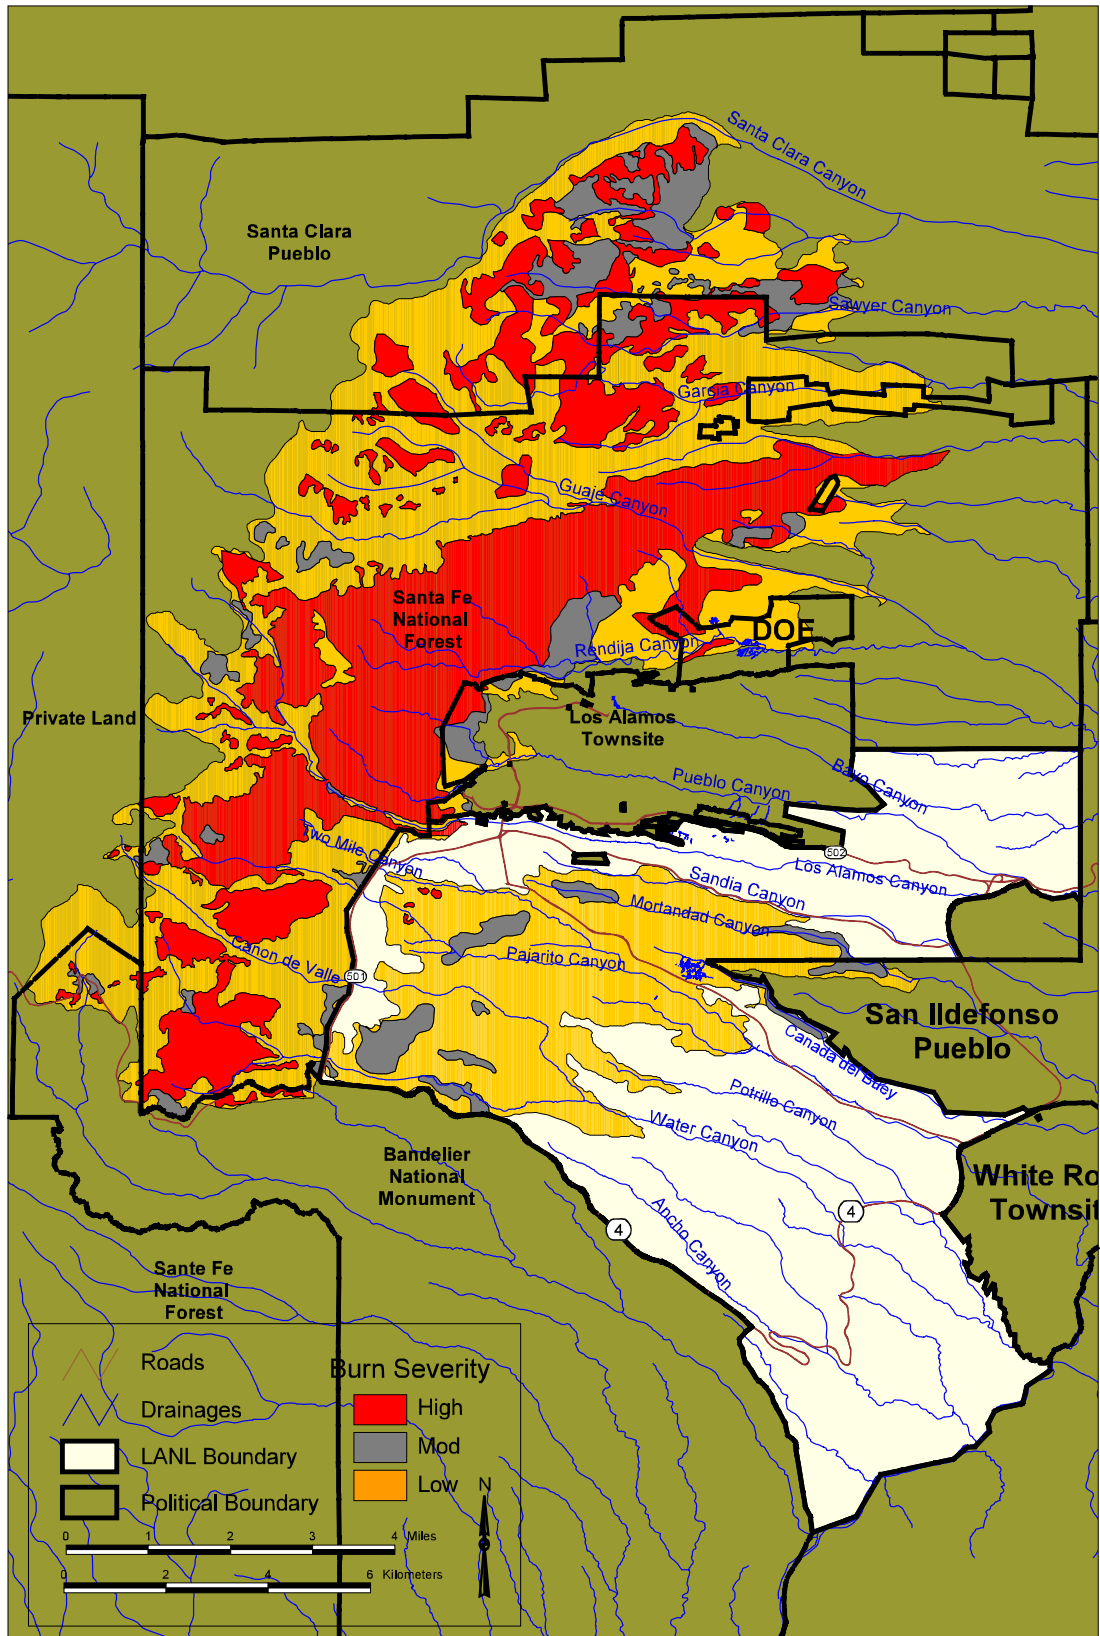 Santa Clara Canyon
Santa Clara
Pueblo
Sawyer Canyon
Garsia Canyon
Guaje Canyon
Santa Fe
National
Forest
DOE
Rendija Canyon
Private Land
Los Alamos
Townsite
Bayo Canyon
Pueblo Canyon
Two Mile Canyon
502
Los Alamos Canyon
Sandia Canyon
Mortandad Canyon
Canon de Valle
Pajarito Canyon
501
San Ildefonso
Pueblo
Canada del Buey
Potrillo Canyon
Water Canyon
Bandelier
National
Monument
White Ro
Townsit
Ancho Canyon
4
4
Sante Fe
National
Forest
Roads
Drainages
LANL Boundary
Political Boundary
Burn Severity
High
Mod
Low
N
0 1 2 3 4 Miles
0 2 4 6 Kilometers